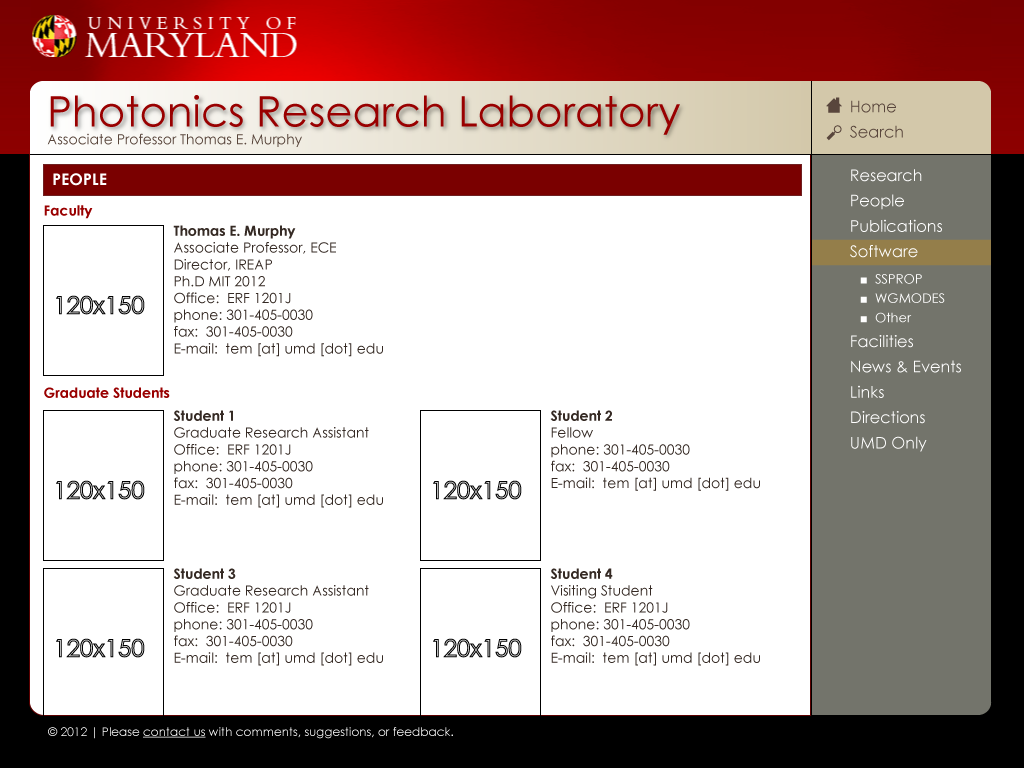 UNIVERSITY OF
MARYLAND
Photonics Research Laboratory
Associate Professor Thomas E. Murphy
Home
Search
PEOPLE
Faculty
120x150
Thomas E. Murphy
Associate Professor, ECE
Director, IREAP
Ph.D MIT 2012
Office: ERF 1201J
phone: 301-405-0030
fax: 301-405-0030
E-mail: tem [at] umd [dot] edu
Graduate Students
120x150
Student 1
Graduate Research Assistant
Office: ERF 1201J
phone: 301-405-0030
fax: 301-405-0030
E-mail: tem [at] umd [dot] edu
120x150
Student 2
Fellow
phone: 301-405-0030
fax: 301-405-0030
E-mail: tem [at] umd [dot] edu
120x150
Student 3
Graduate Research Assistant
Office: ERF 1201J
phone: 301-405-0030
fax: 301-405-0030
E-mail: tem [at] umd [dot] edu
120x150
Student 4
Visiting Student
Office: ERF 1201J
phone: 301-405-0030
fax: 301-405-0030
E-mail: tem [at] umd [dot] edu
Research
People
Publications
Software
SSPROP
WGMODES
Other
Facilities
News & Events
Links
Directions
UMD Only
© 2012 | Please contact us with comments, suggestions, or feedback.